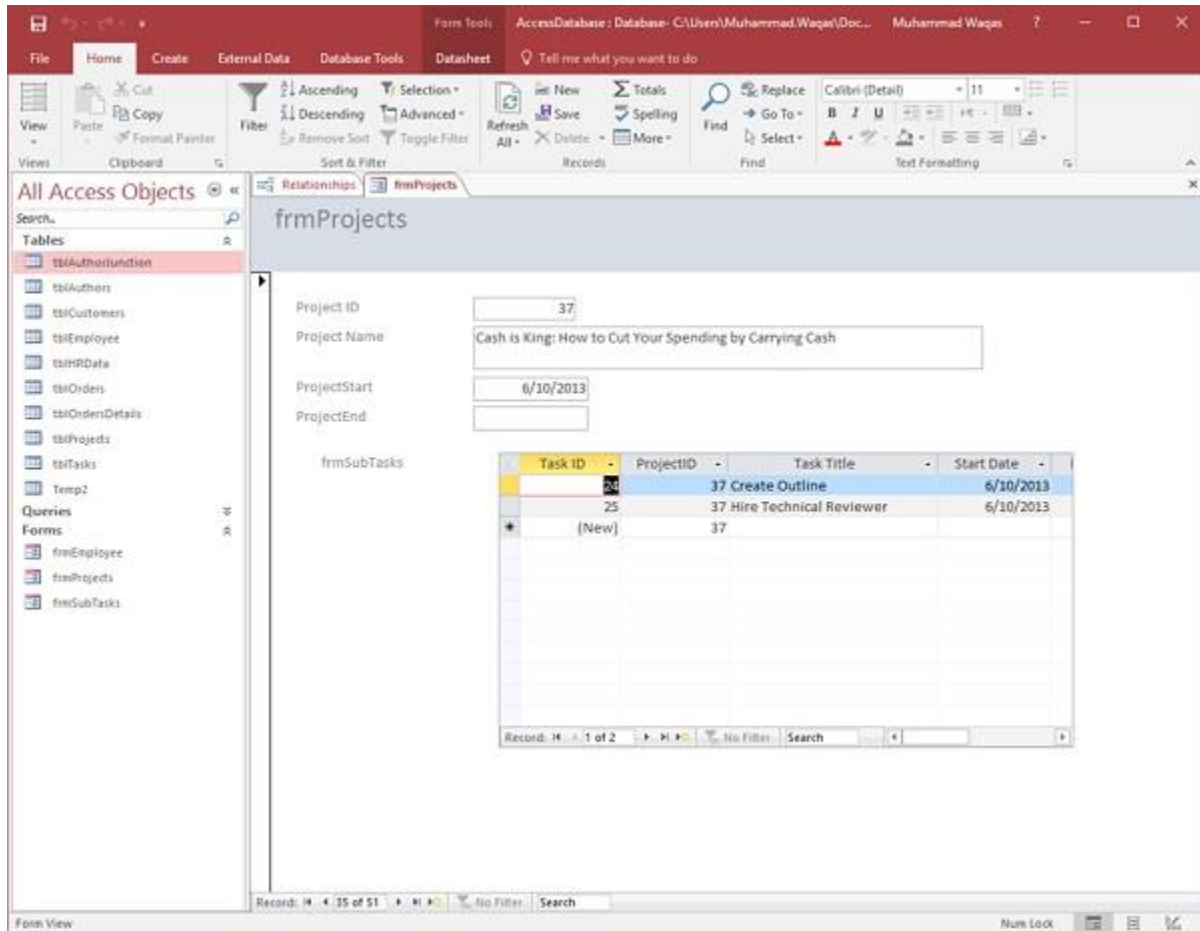 Form Tools AccessDatabase : Database- C:\Users\Muhammad.Waqas\Doc... Muhammad Waqas ?
File Home Create External Data Database Tools Datasheet Tell me what you want to do
View Paste Cut Copy Format Painter
Filter Ascending Descending Remove Sort Selection Advanced Toggle Filter
Refresh All New Save Delete Totals Spelling More
Find Replace Go To Select
Calibri (Detail) 11
B I U
Views Clipboard Sort & Filter Records Find Text Formatting
All Access Objects
Search..
Tables
tblAuthorJunction
tblAuthors
tblCustomers
tblEmployee
tblHRData
tblOrders
tblOrdersDetails
tblProjects
tblTasks
Temp2
Queries
Forms
frmEmployee
frmProjects
frmSubTasks
Relationships frmProjects
frmProjects
Project ID 37
Project Name Cash is King: How to Cut Your Spending by Carrying Cash
ProjectStart 6/10/2013
ProjectEnd
frmSubTasks
Task ID ProjectID Task Title Start Date
24 37 Create Outline 6/10/2013
25 37 Hire Technical Reviewer 6/10/2013
(New) 37
Record: 1 of 2 No Filter Search
Record: 35 of 51 No Filter Search
Form View Num Lock